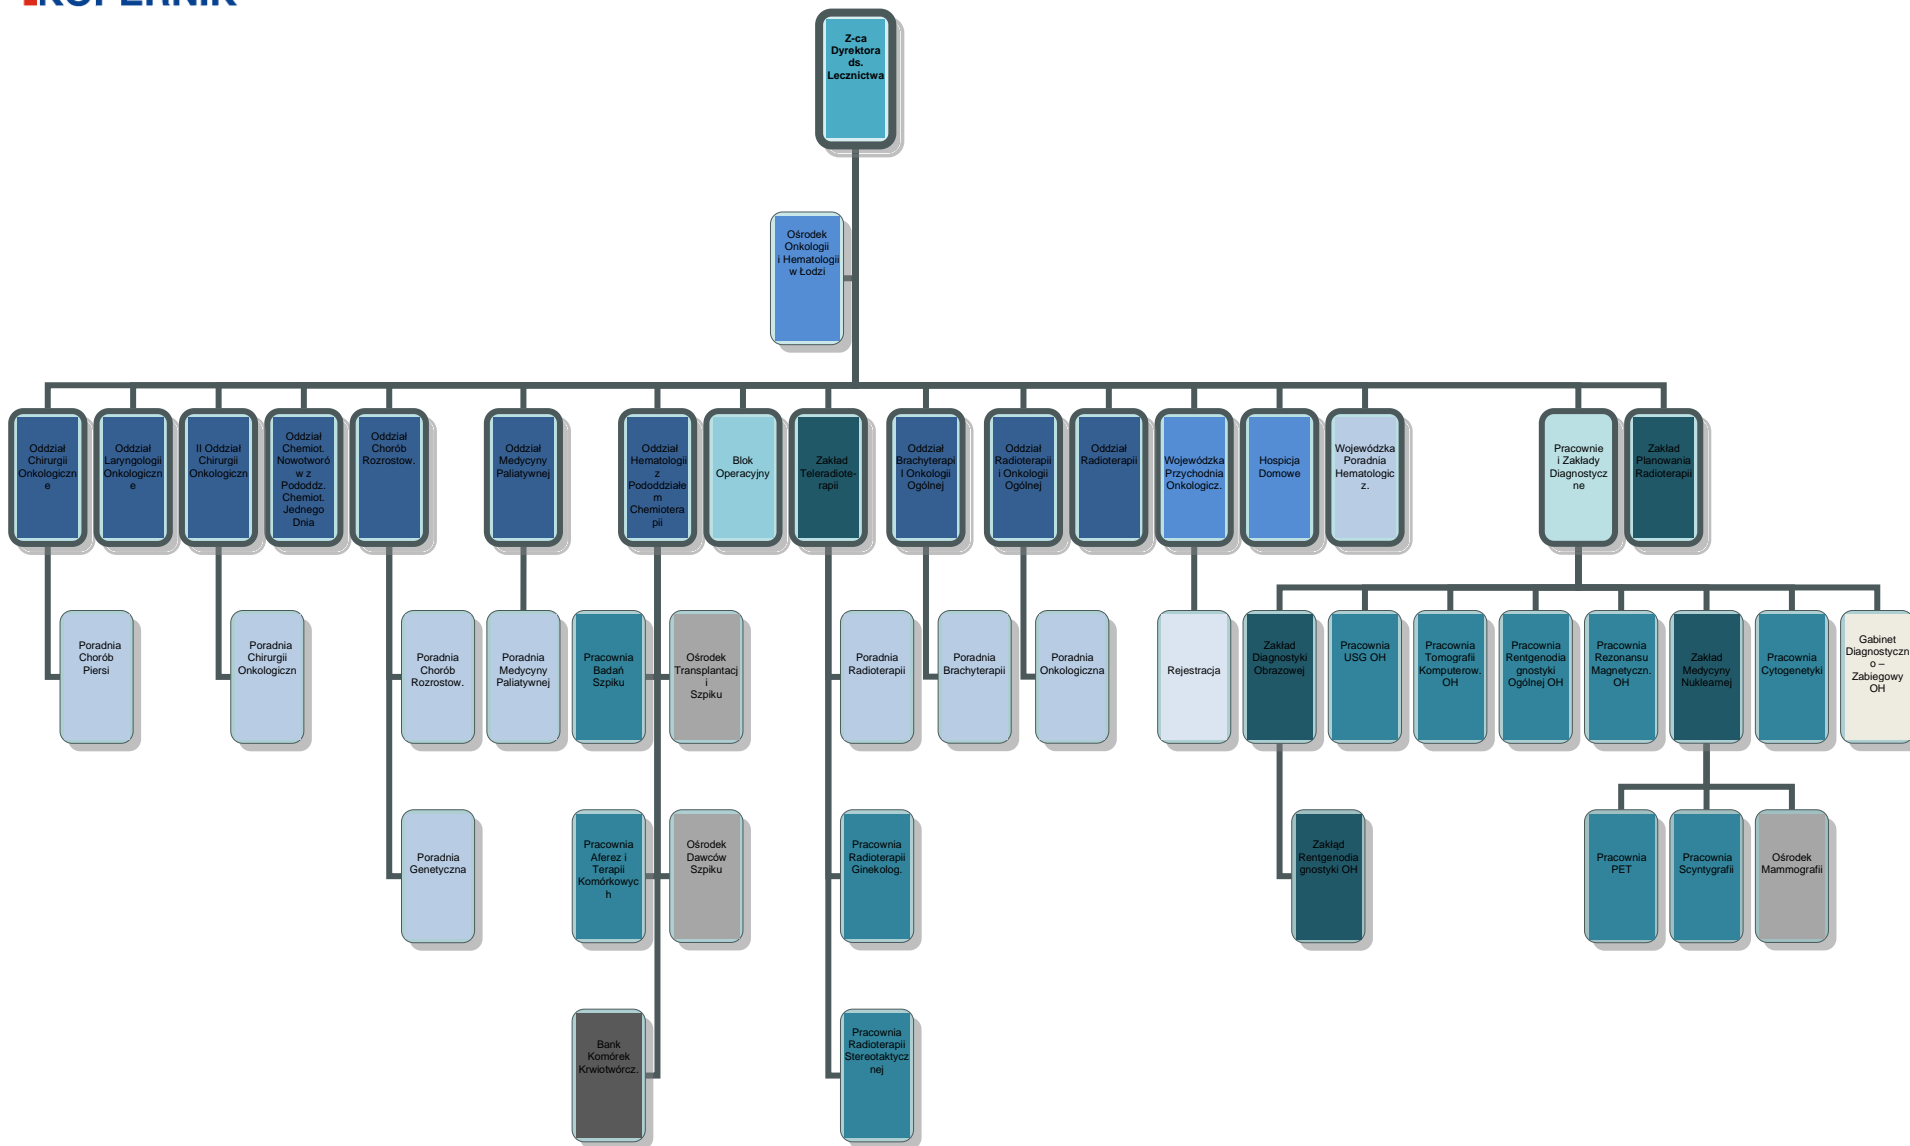 KOPERNIK
Z-ca
Dyrektora
ds.
Lecznictwa
Ośrodek
Onkologii
i Hematologii
w Łodzi
Oddział
Chirurgii
Onkologiczn
e
Oddział
Laryngologii
Onkologiczne
e
II Oddział
Chirurgii
Onkologiczn
Oddział
Chemiot.
Nowotworó
w z
Pododdz.
Chemiot.
Jednego
Dnia
Oddział
Chorób
Rozrostow.
Oddział
Medycyny
Paliatywnej
Oddział
Hematologii
z
Pododdziałe
m
Chemiotera
pii
Blok
Operacyjny
Zakład
Teleradiote-
rapii
Oddział
Brachyterapi
I Onkologii
Ogólnej
Oddział
Radioterapii
i Onkologii
Ogólnej
Oddział
Radioterapii
Wojewódzka
Przychodnia
Onkologicz.
Hospicja
Domowe
Wojewódzka
Poradnia
Hematologic
z.
Pracownie
i Zakłady
Diagnostycz
ne
Zakład
Planowania
Radioterapii
Poradnia
Chorób
Piersi
Poradnia
Chirurgii
Onkologiczn
Poradnia
Chorób
Rozrostow.
Poradnia
Medycyny
Paliatywnej
Pracownia
Badań
Szpiku
Ośrodek
Transplantacj
i
Szpiku
Poradnia
Radioterapii
Poradnia
Brachyterapii
Poradnia
Onkologiczna
Rejestracja
Zakład
Diagnostyki
Obrazowej
Pracownia
USG OH
Pracownia
Tomografii
Komputerow.
OH
Pracownia
Rentgenodia
gnostyki
Ogólnej OH
Pracownia
Rezonansu
Magnetyczn.
OH
Zakład
Medycyny
Nuklearnej
Pracownia
Cytogenetyki
Gabinet
Diagnostyczn
o –
Zabiegowy
OH
Poradnia
Genetyczna
Pracownia
Aferez i
Terapii
Komórkowyc
h
Ośrodek
Dawców
Szpiku
Pracownia
Radioterapii
Ginekolog.
Zakłąd
Rentgenodia
gnostyki OH
Pracownia
PET
Pracownia
Scyntygrafii
Ośrodek
Mammografii
Bank
Komórek
Krwiotwórcz.
Pracownia
Radioterapii
Stereotaktycz
nej